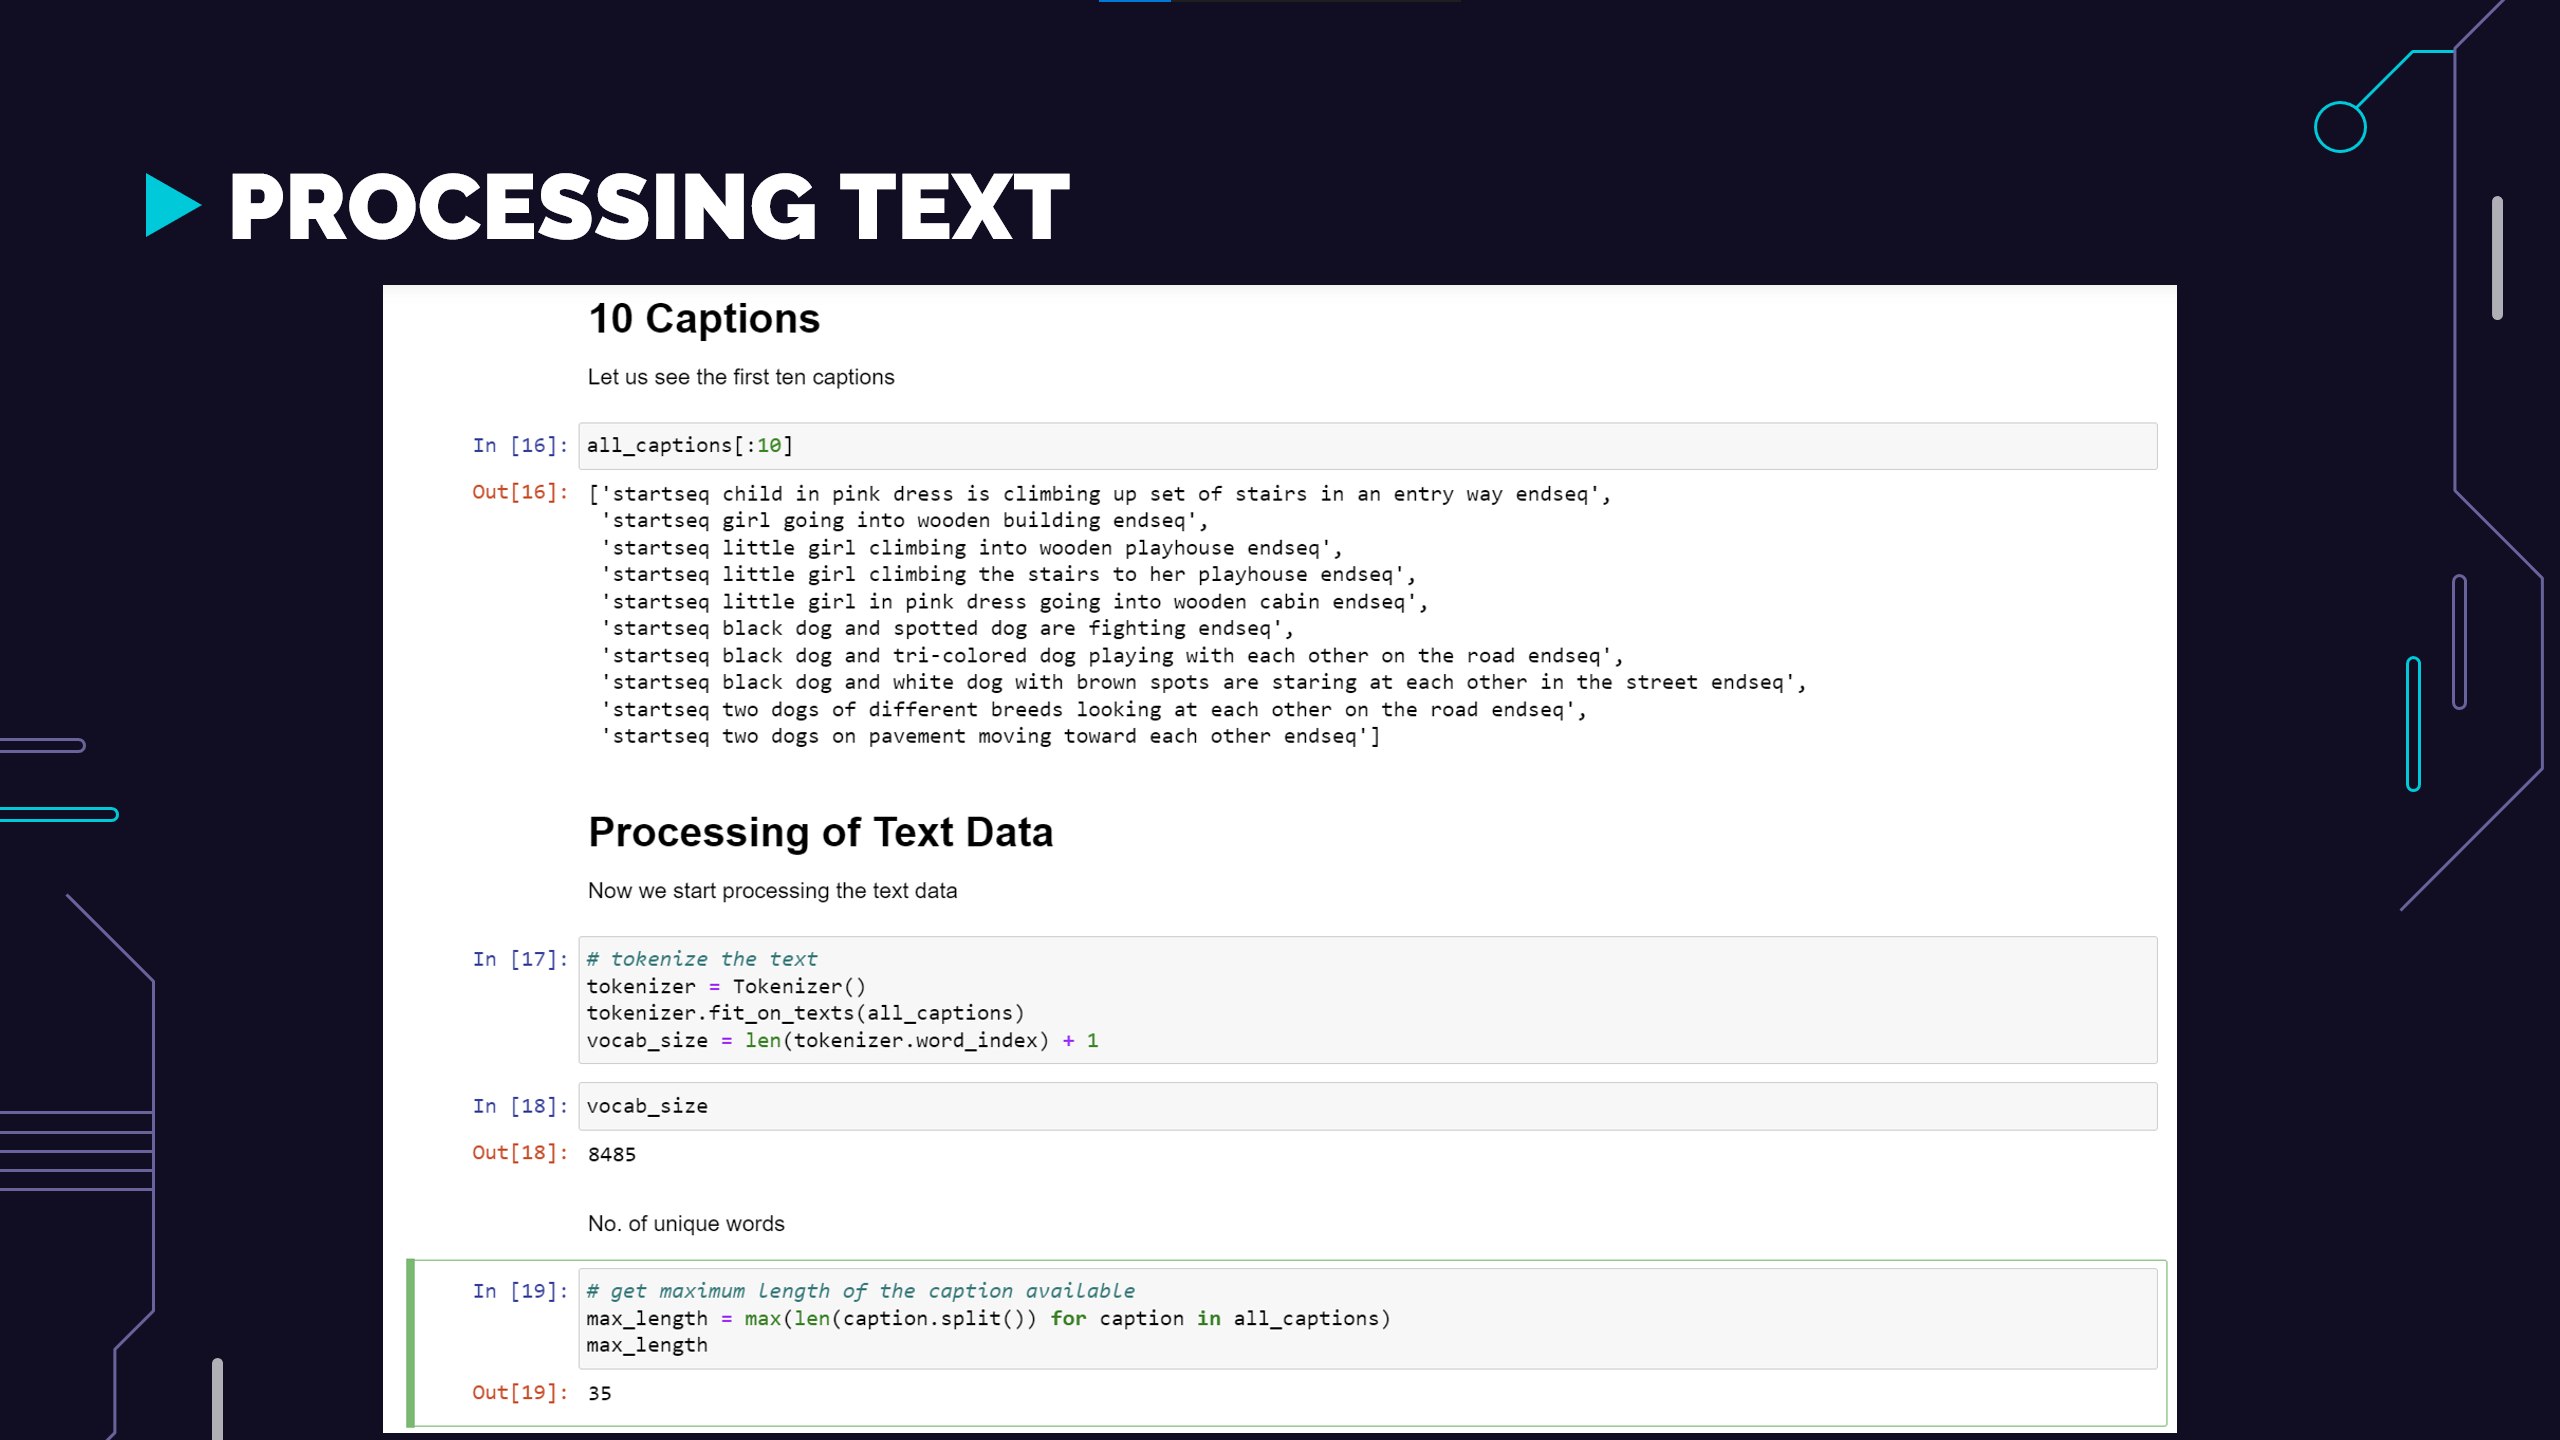 PROCESSING TEXT
10 Captions
Let us see the first ten captions
In [16]: all_captions[:10]
Out[16]: ['startseq child in pink dress is climbing up set of stairs in an entry way endseq',
'startseq girl going into wooden building endseq',
'startseq little girl climbing into wooden playhouse endseq',
'startseq little girl climbing the stairs to her playhouse endseq',
'startseq little girl in pink dress going into wooden cabin endseq',
'startseq black dog and spotted dog are fighting endseq',
'startseq black dog and tri-colored dog playing with each other on the road endseq',
'startseq black dog and white dog with brown spots are staring at each other in the street endseq',
'startseq two dogs of different breeds looking at each other on the road endseq',
'startseq two dogs on pavement moving toward each other endseq']
Processing of Text Data
Now we start processing the text data
In [17]: # tokenize the text
tokenizer = Tokenizer()
tokenizer.fit_on_texts(all_captions)
vocab_size = len(tokenizer.word_index) + 1
In [18]: vocab_size
Out[18]: 8485
No. of unique words
In [19]: # get maximum length of the caption available
max_length = max(len(caption.split()) for caption in all_captions)
max_length
Out[19]: 35